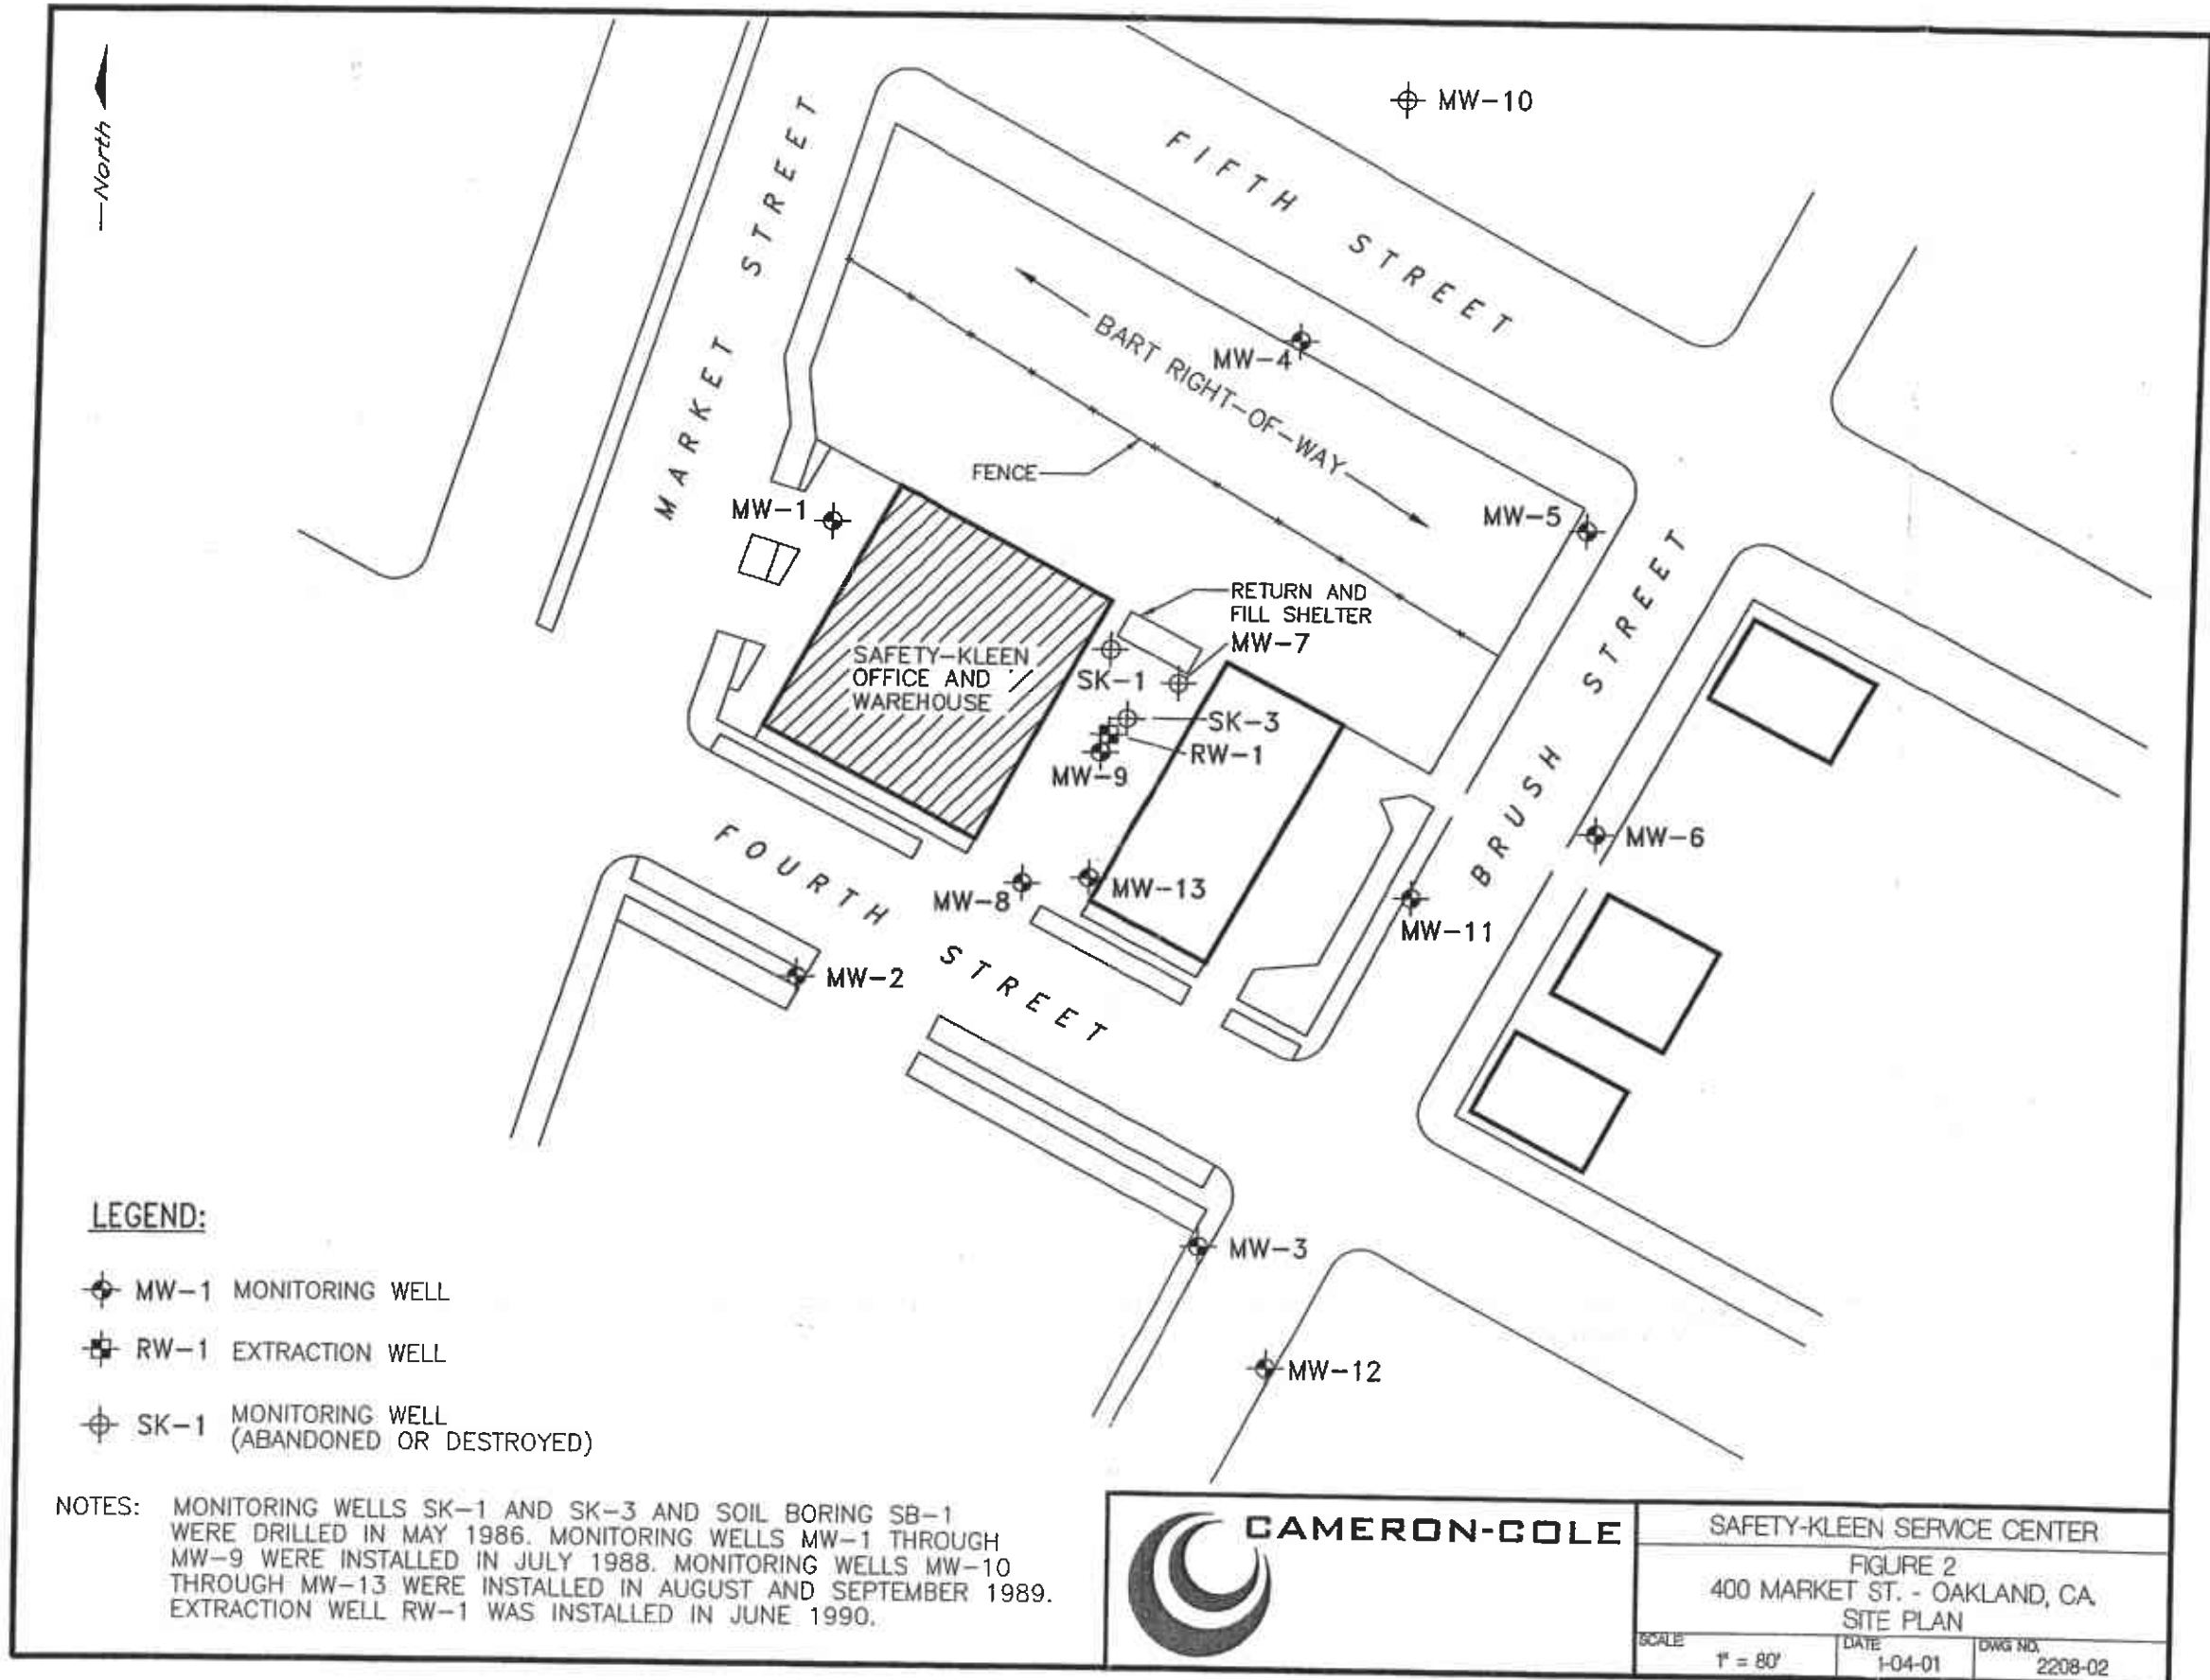 —North
MW-10
FIFTH STREET
MARKET STREET
BART RIGHT-OF-WAY
MW-4
FENCE
MW-1
MW-5
RETURN AND
FILL SHELTER
MW-7
SAFETY-KLEEN
OFFICE AND
WAREHOUSE
SK-1
SK-3
RW-1
MW-9
BRUSH STREET
MW-6
FOURTH STREET
MW-8
MW-13
MW-11
MW-2
MW-3
MW-12
LEGEND:
MW-1 MONITORING WELL
RW-1 EXTRACTION WELL
SK-1 MONITORING WELL
(ABANDONED OR DESTROYED)
NOTES: MONITORING WELLS SK-1 AND SK-3 AND SOIL BORING SB-1
WERE DRILLED IN MAY 1986. MONITORING WELLS MW-1 THROUGH
MW-9 WERE INSTALLED IN JULY 1988. MONITORING WELLS MW-10
THROUGH MW-13 WERE INSTALLED IN AUGUST AND SEPTEMBER 1989.
EXTRACTION WELL RW-1 WAS INSTALLED IN JUNE 1990.
CAMERON-COLE
SAFETY-KLEEN SERVICE CENTER
FIGURE 2
400 MARKET ST. - OAKLAND, CA.
SITE PLAN
SCALE
1" = 80'
DATE
1-04-01
DWG NO.
2208-02